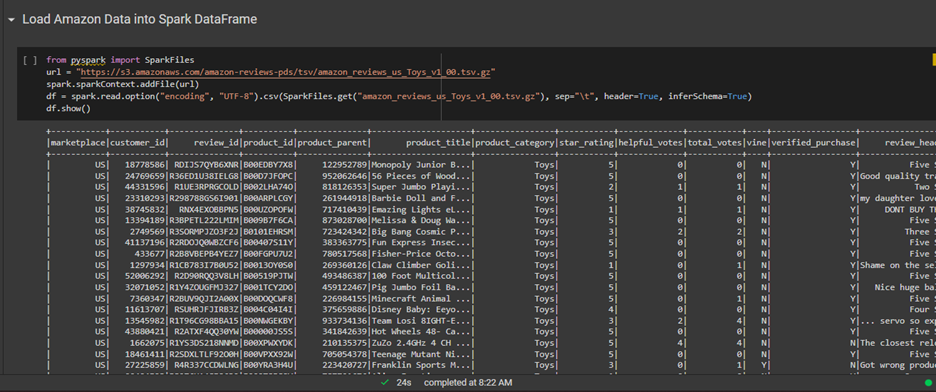 Load Amazon Data into Spark DataFrame
[ ] from pyspark import SparkFiles
url = "https://s3.amazonaws.com/amazon-reviews-pds/tsv/amazon_reviews_us_Toys_v1_00.tsv.gz"
spark.sparkContext.addFile(url)
df = spark.read.option("encoding", "UTF-8").csv(SparkFiles.get("amazon_reviews_us_Toys_v1_00.tsv.gz"), sep="\t", header=True, inferSchema=True)
df.show()
|marketplace|customer_id| review_id|product_id|product_parent| product_title|product_category|star_rating|helpful_votes|total_votes|vine|verified_purchase| review_hea
| US| 18778586| RDIJS7QYB6XNR|B00EDBY7X8| 122952789|Monopoly Junior B...| Toys| 5| 0| 0| N| Y| Five S
| US| 24769659|R36ED1U38IELG8|B00D7JFOPC| 952062646|56 Pieces of Wood...| Toys| 5| 0| 0| N| Y|Good quality tra
| US| 44331596| R1UE3RPRGCOLD|B002LHA74O| 818126353|Super Jumbo Playi...| Toys| 2| 1| 1| N| Y| Two S
| US| 23310293|R298788GS6I901|B00ARPLCGY| 261944918|Barbie Doll and F...| Toys| 5| 0| 0| N| Y|my daughter love
| US| 38745832| RNX4EXOBBPN5|B00UZOPOFW| 717410439|Emazing Lights eL...| Toys| 1| 1| 1| N| Y| DONT BUY TH
| US| 13394189|R3BPETL222LMIM|B009B7F6CA| 873028700|Melissa & Doug Wa...| Toys| 5| 0| 0| N| Y| Five S
| US| 2749569|R3SORMPJZO3F2J|B0101EHRSM| 723424342|Big Bang Cosmic P...| Toys| 3| 2| 2| N| Y| Three S
| US| 41137196|R2RDOJQ0WBZCF6|B00407S11Y| 383363775|Fun Express Insec...| Toys| 5| 0| 0| N| Y| Five S
| US| 433677|R2B8VBEPB4YEZ7|B00FGPU7U2| 780517568|Fisher-Price Octo...| Toys| 5| 0| 0| N| Y| Five S
| US| 1297934|R1CB783I7B0U52|B0013OY0S0| 269360126|Claw Climber Goli...| Toys| 1| 0| 1| N| Y|Shame on the sel
| US| 52006292| R2D90RQQ3V8LH|B00519PJTW| 493486387|100 Foot Multicol...| Toys| 5| 0| 0| N| Y| Five S
| US| 32071052|R1Y4ZOUGFMJ327|B001TCY2DO| 459122467|Pig Jumbo Foil Ba...| Toys| 5| 0| 0| N| Y| Nice huge bal
| US| 7360347|R2BUV9QJI2A00X|B00DOQCWF8| 226984155|Minecraft Animal ...| Toys| 5| 0| 1| N| Y| Five S
| US| 11613707| RSUHRJFJIRB3Z|B004C04I4I| 375659886|Disney Baby: Eeyo...| Toys| 4| 0| 0| N| Y| Four S
| US| 13545982|R1T96CG98BBA15|B00NWGEKBY| 933734136|Team Losi 8IGHT-E...| Toys| 3| 2| 4| N| Y|... servo so exp
| US| 43880421| R2ATXF4QQ30YW|B00000JS5S| 341842639|Hot Wheels 48- Ca...| Toys| 5| 0| 0| N| Y| Five S
| US| 1662075|R1YS3DS218NNMD|B00XPWXYDK| 210135375|ZuZo 2.4GHz 4 CH ...| Toys| 5| 4| 4| N| N|The closest rele
| US| 18461411|R2SDXLTLF92O0H|B00VPXX92W| 705054378|Teenage Mutant Ni...| Toys| 5| 0| 0| N| Y| Five S
| US| 27225859| R4R337CCDWLNG|B00YRA3H4U| 223420727|Franklin Sports M...| Toys| 3| 0| 1| Y| N|Got wrong produc
24s completed at 8:22 AM